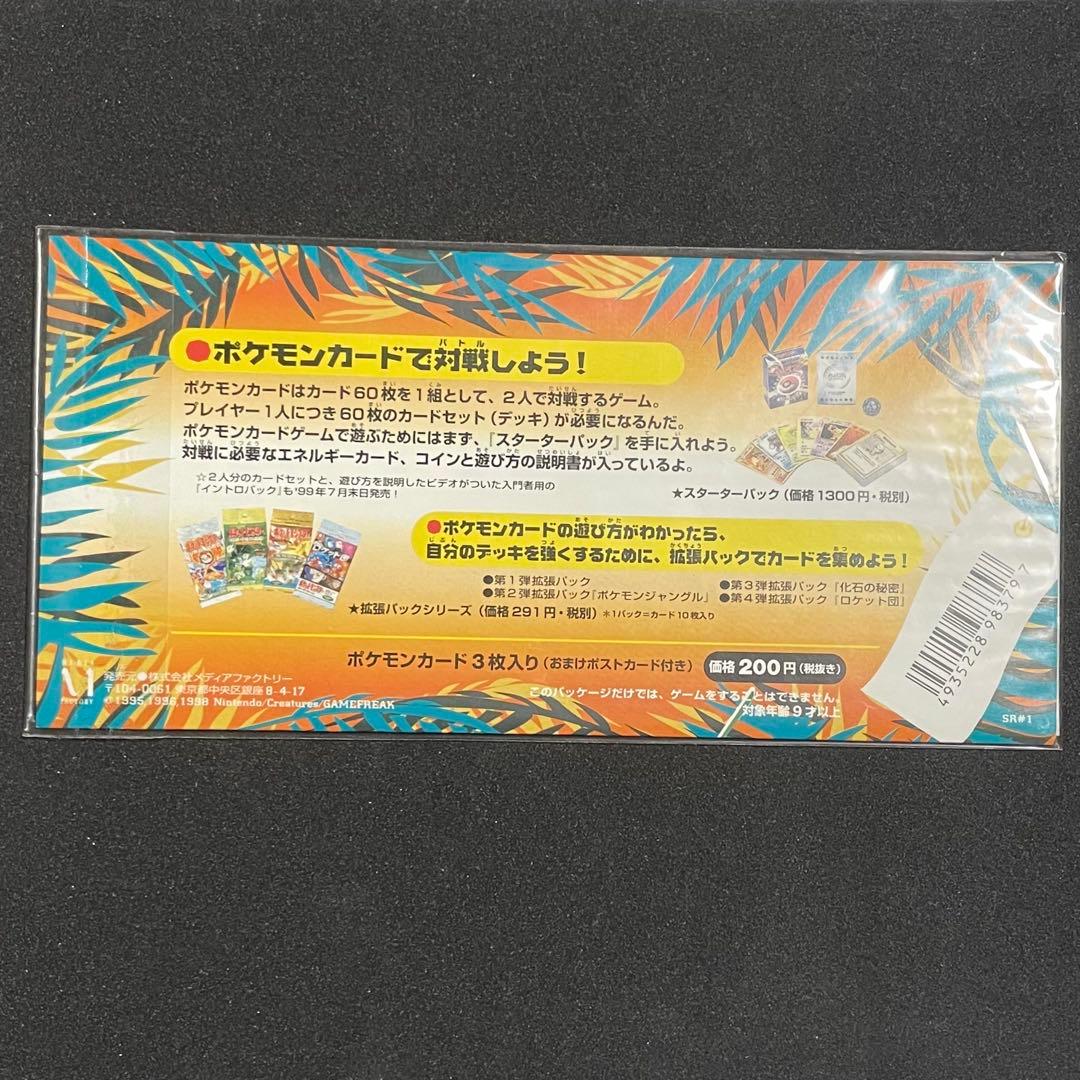 ●ポケモンカードで対戦しよう！
ポケモンカードはカード60枚を1組として、2人で対戦するゲーム。
プレイヤー1人につき60枚のカードセット（デッキ）が必要になるんだ。
ポケモンカードゲームで遊ぶためにはまず、『スターターパック』を手に入れよう。
対戦に必要なエネルギーカード、コインと遊び方の説明書が入っているよ。
☆2人分のカードセットと、遊び方を説明したビデオがついた入門者用の
『イントロパック』も'99年7月末日発売！
★スターターパック（価格1300円・税別）
●ポケモンカードの遊び方がわかったら、
自分のデッキを強くするために、拡張パックでカードを集めよう！
●第1弾拡張パック
●第2弾拡張パック『ポケモンジャングル』
●第3弾拡張パック『化石の秘密』
●第4弾拡張パック『ロケット団』
★拡張パックシリーズ（価格291円・税別）＊1パック=カード10枚入り
ポケモンカード3枚入り（おまけポストカード付き） 価格200円（税抜き）
このパッケージだけでは、ゲームをすることはできません。
対象年齢9才以上
MEDIA FACTORY
発売元●株式会社メディアファクトリー
〒104-0061 東京都中央区銀座8-4-17
©1995,1996,1998 Nintendo/Creatures/GAMEFREAK
4935228983797
SR#1